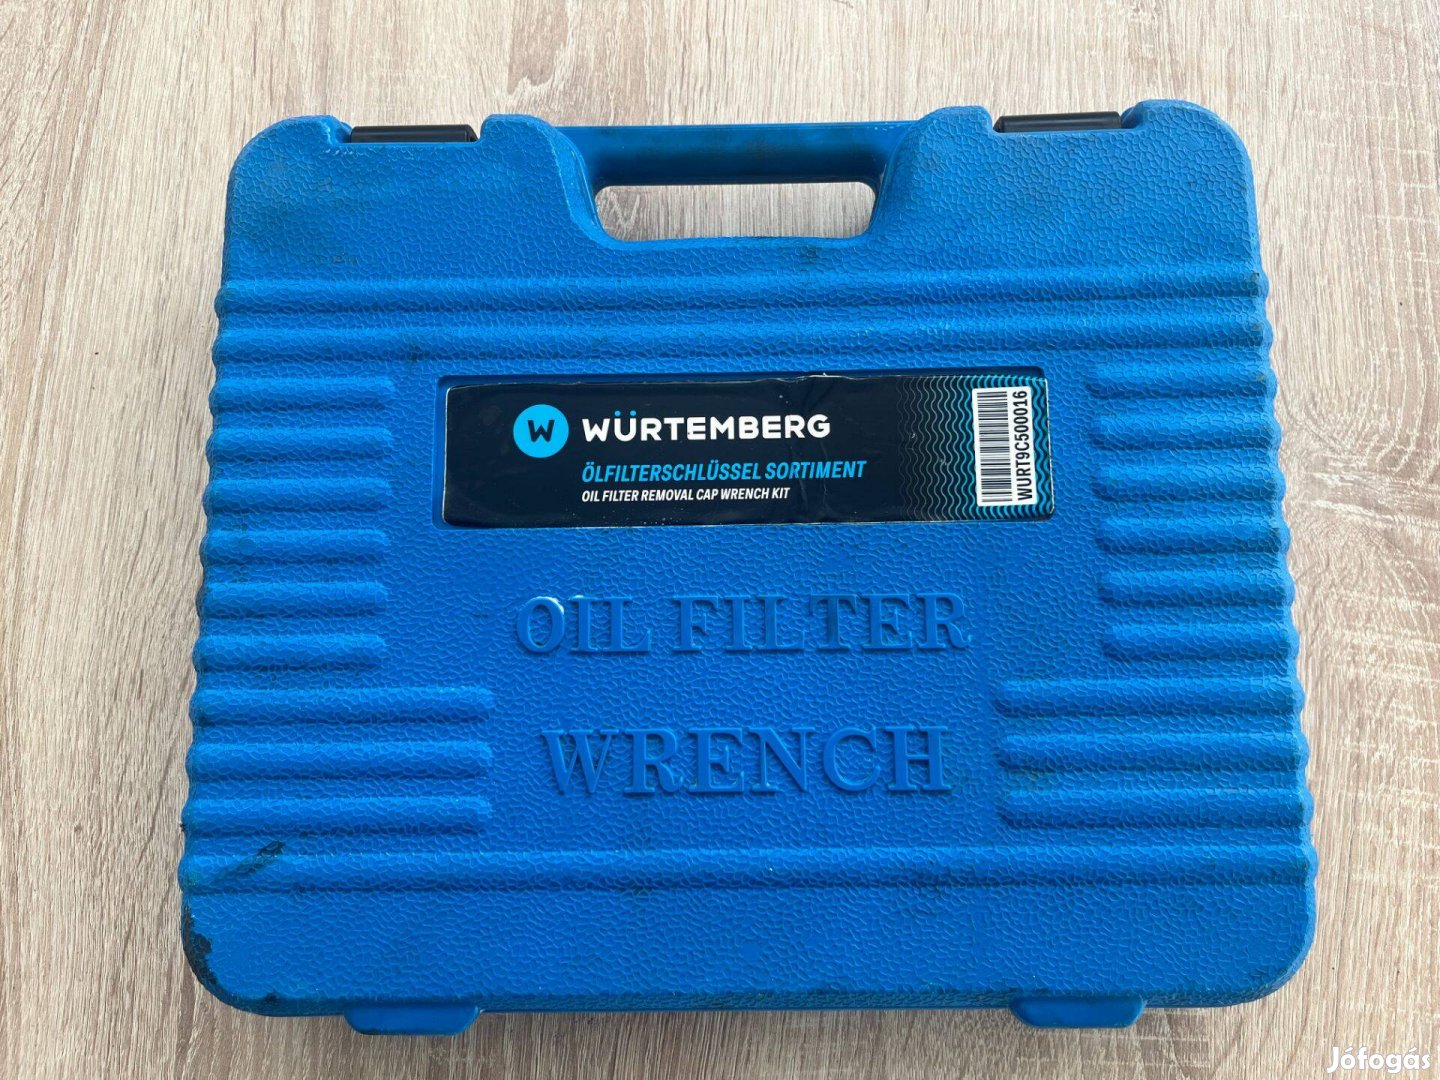 W WÜRTEMBERG
ÖLFILTERSCHLÜSSEL SORTIMENT
OIL FILTER REMOVAL CAP WRENCH KIT
WURT9C500016
OIL FILTER
WRENCH
Jófogás